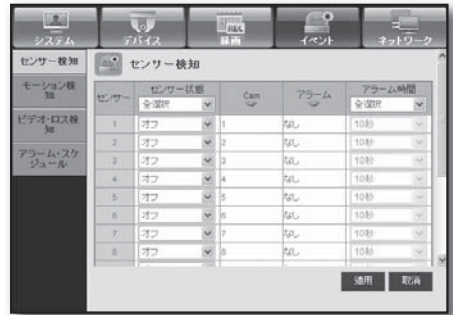 システム デバイス 録画 イベント ネットワーク
REC
センサー検知
モーション検
知
ビデオ・ロス検
知
アラーム・スケ
ジュール
センサー検知
センサー センサー状態 Cam アラーム アラーム時間
全選択 全選択
1 オフ 1 なし 10秒
2 オフ 2 なし 10秒
3 オフ 3 なし 10秒
4 オフ 4 なし 10秒
5 オフ 5 なし 10秒
6 オフ 6 なし 10秒
7 オフ 7 なし 10秒
8 オフ 8 なし 10秒
適用 取消